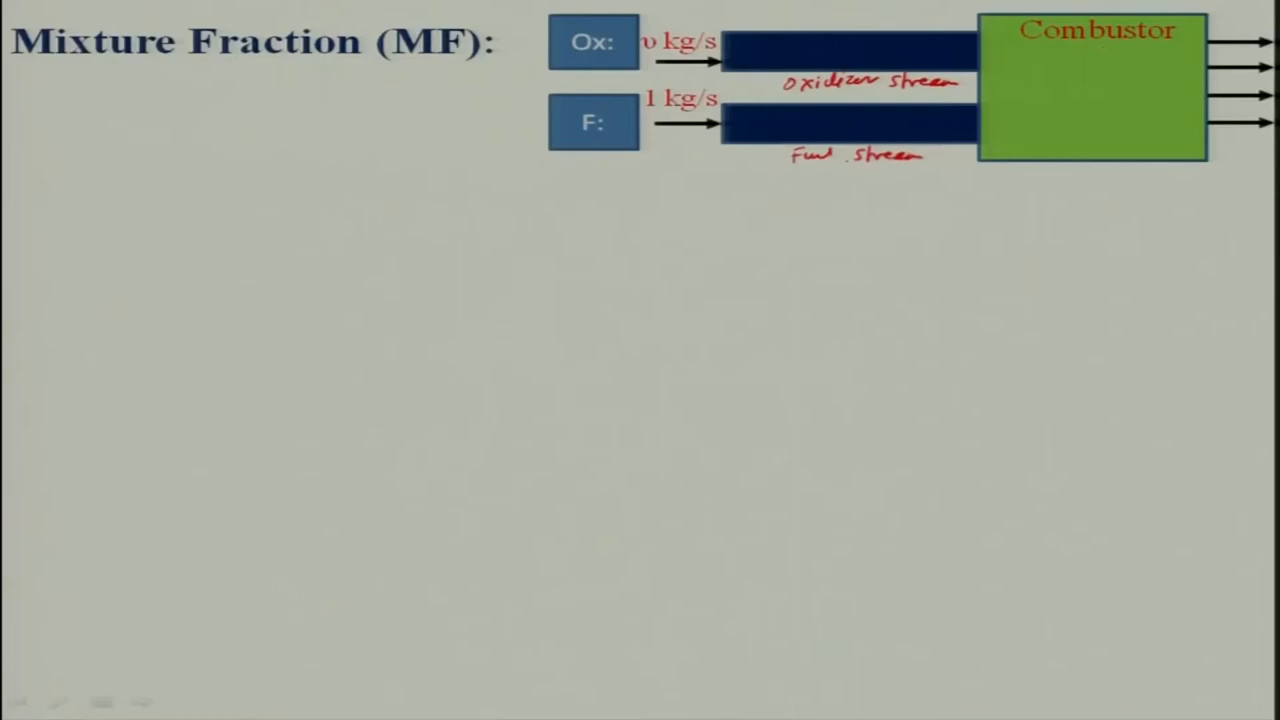 Mixture Fraction (MF):
Ox:
υ kg/s
Oxidizer stream
F:
1 kg/s
Fuel stream
Combustor